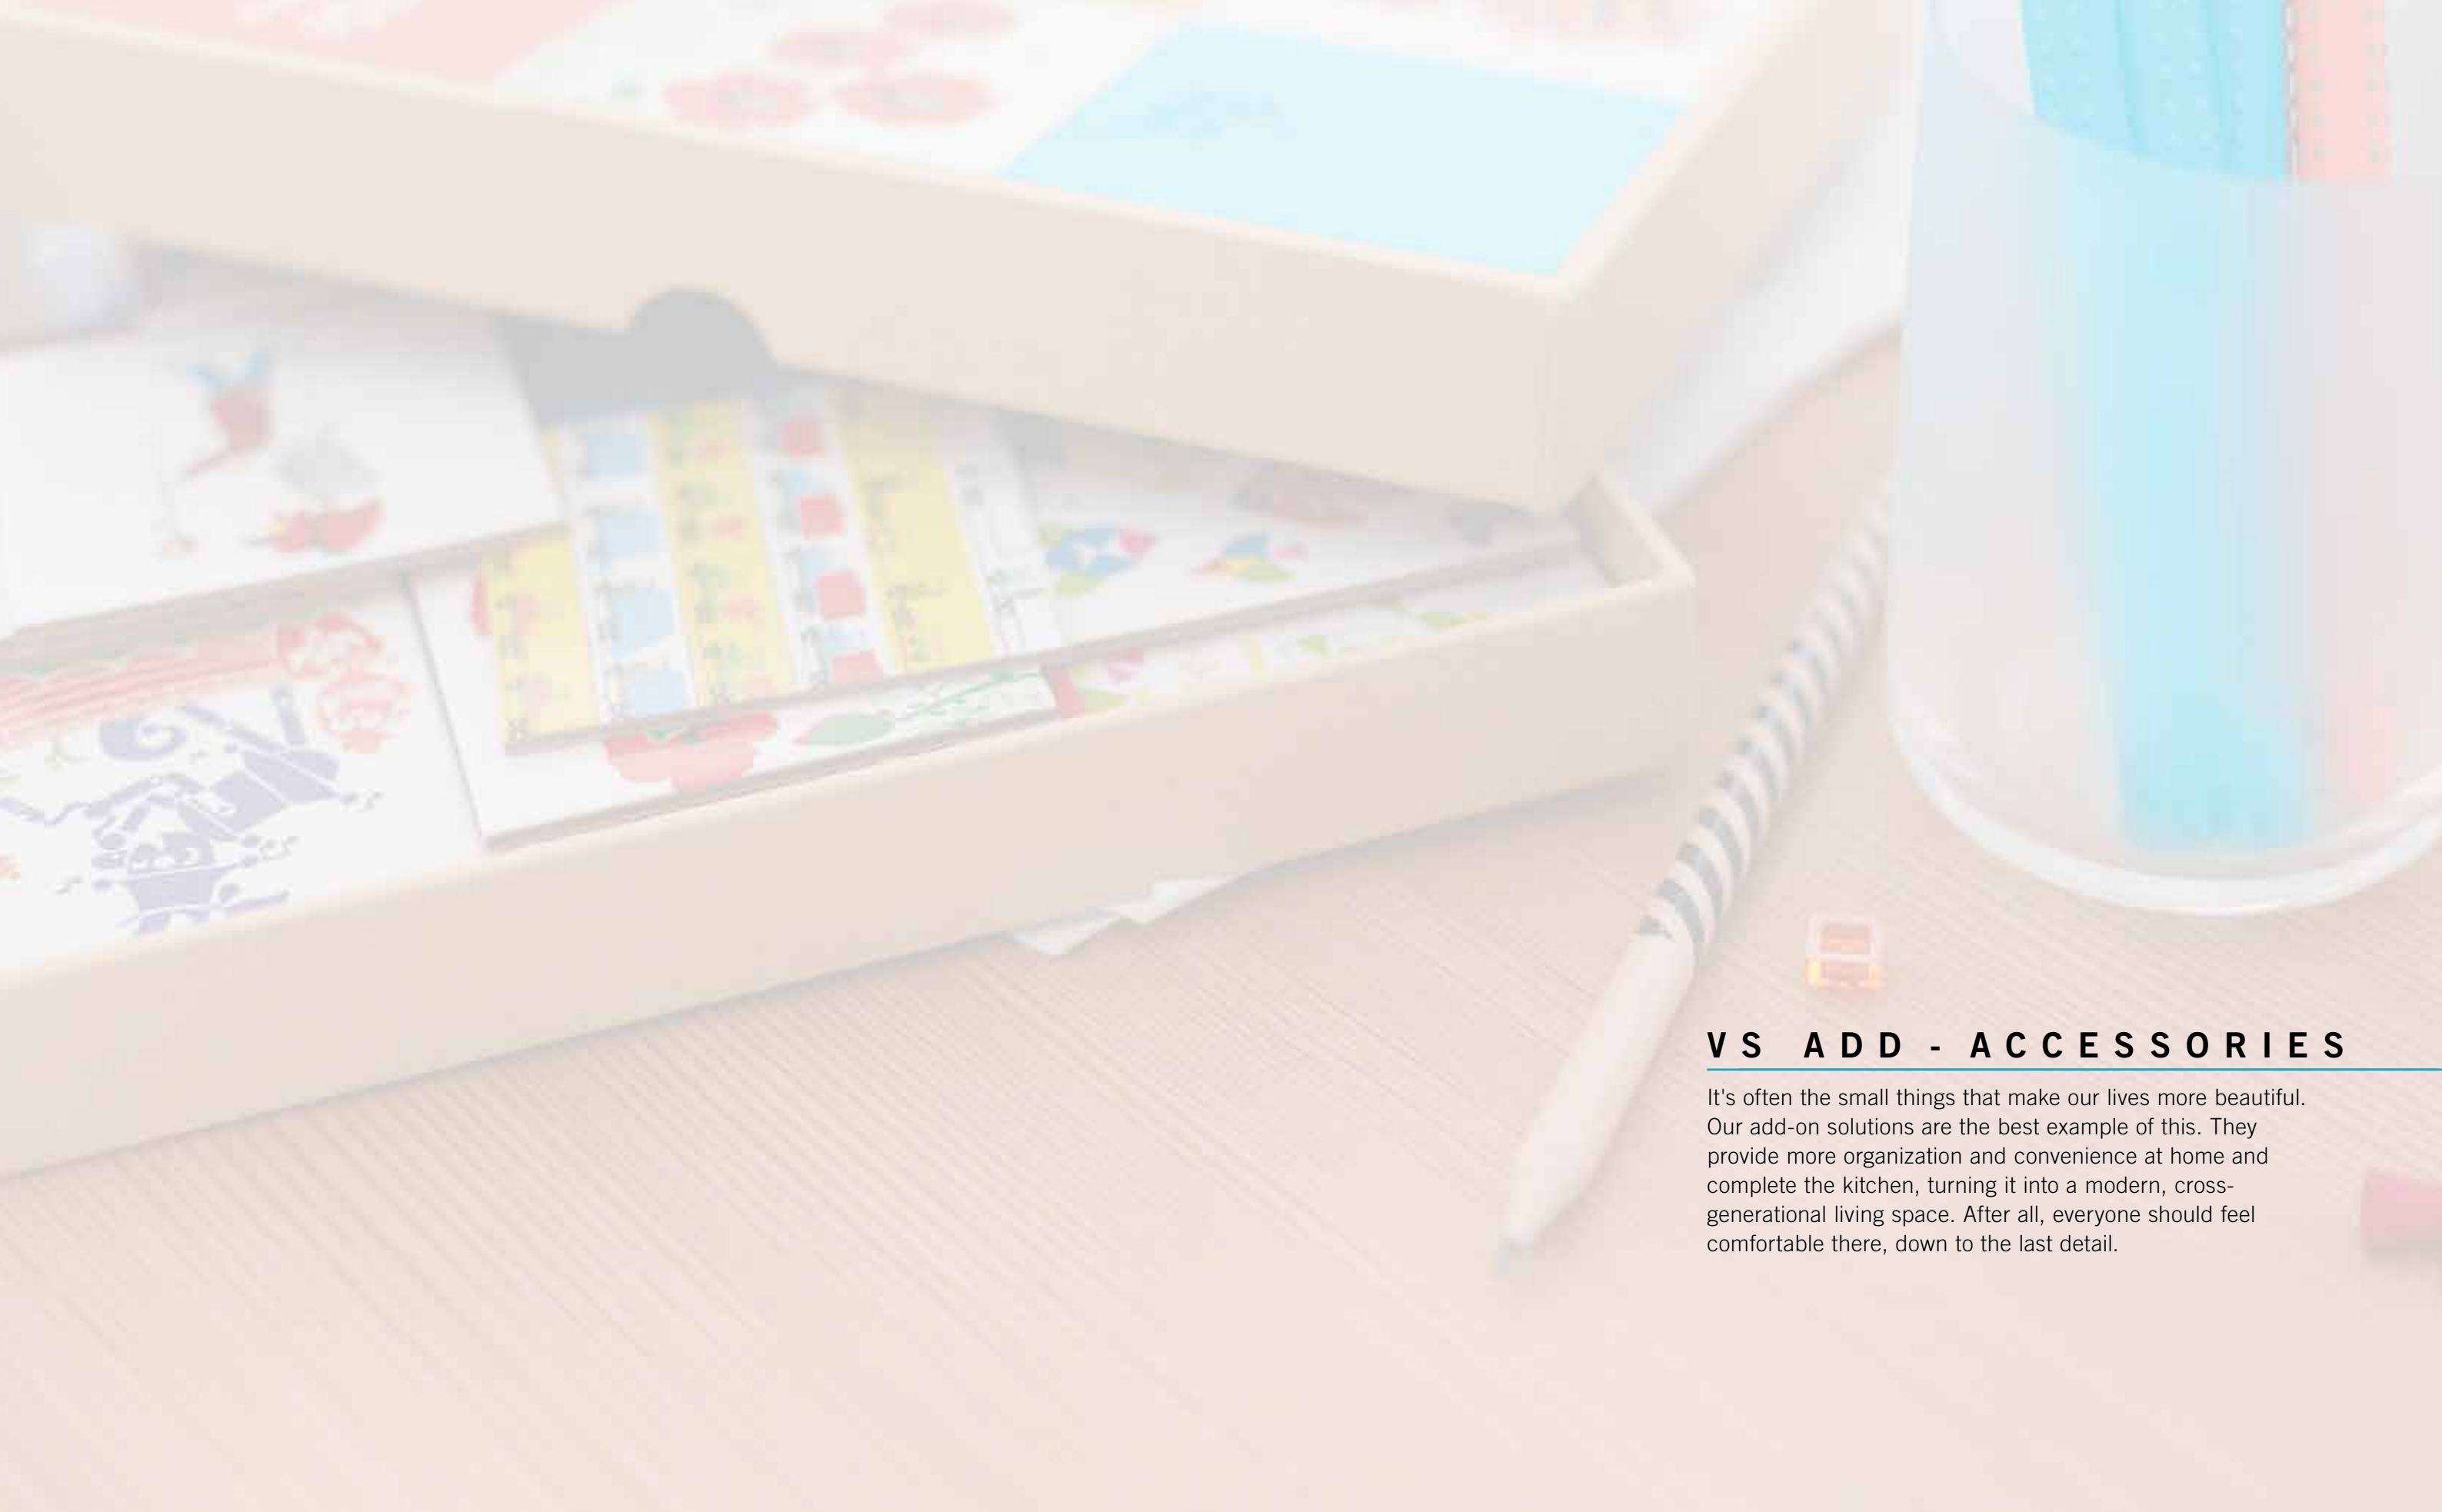 VS ADD - ACCESSORIES
It's often the small things that make our lives more beautiful.
Our add-on solutions are the best example of this. They
provide more organization and convenience at home and
complete the kitchen, turning it into a modern, cross-
generational living space. After all, everyone should feel
comfortable there, down to the last detail.